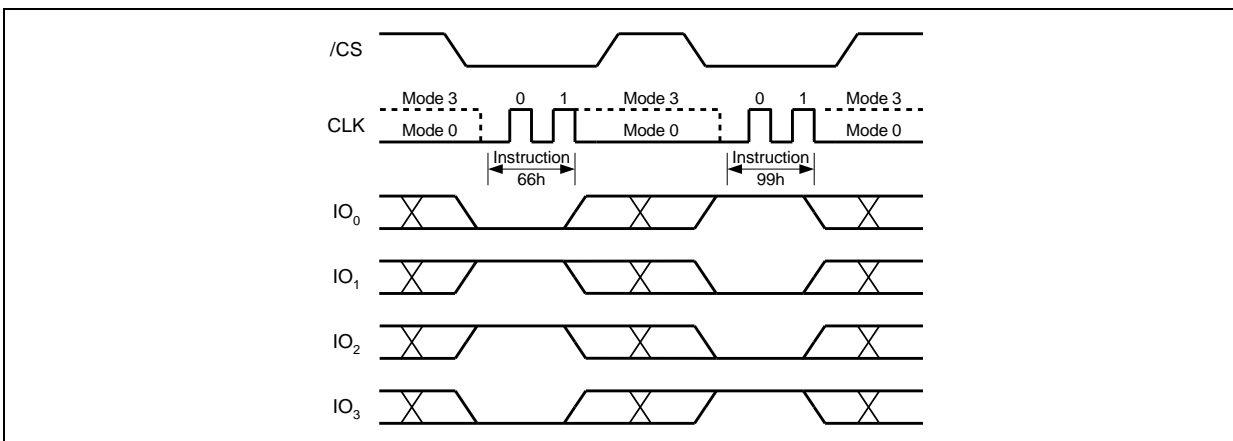 /CS
Mode 3 0 1 Mode 3 0 1 Mode 3
CLK
Mode 0 Mode 0 Mode 0
Instruction Instruction
66h 99h
IO0
IO1
IO2
IO3